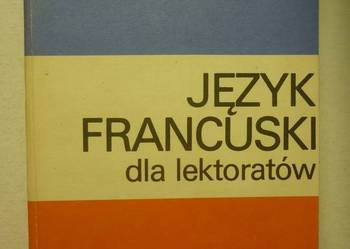 JĘZYK
FRANCUSKI
dla lektoratów